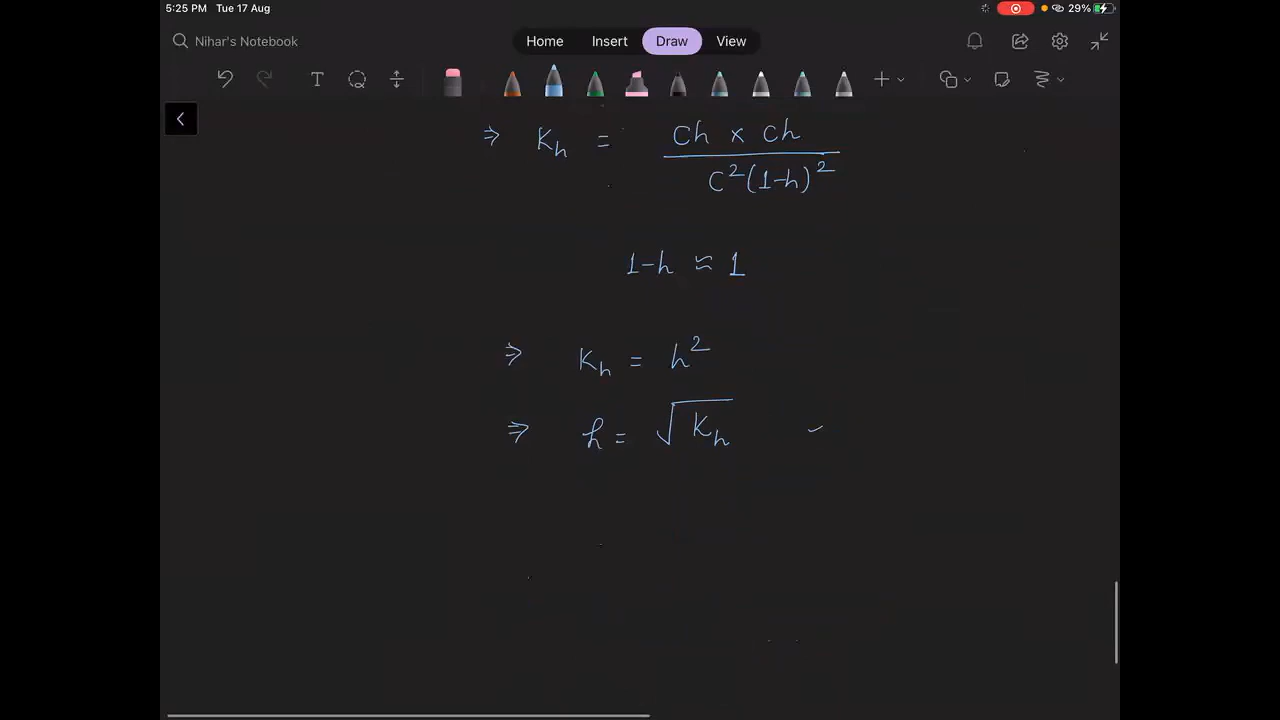 5:25 PM Tue 17 Aug 29%
Nihar's Notebook Home Insert Draw View
⇒ Kh = Ch × Ch / C²(1-h)²
1-h ≈ 1
⇒ Kh = h²
⇒ h = √Kh